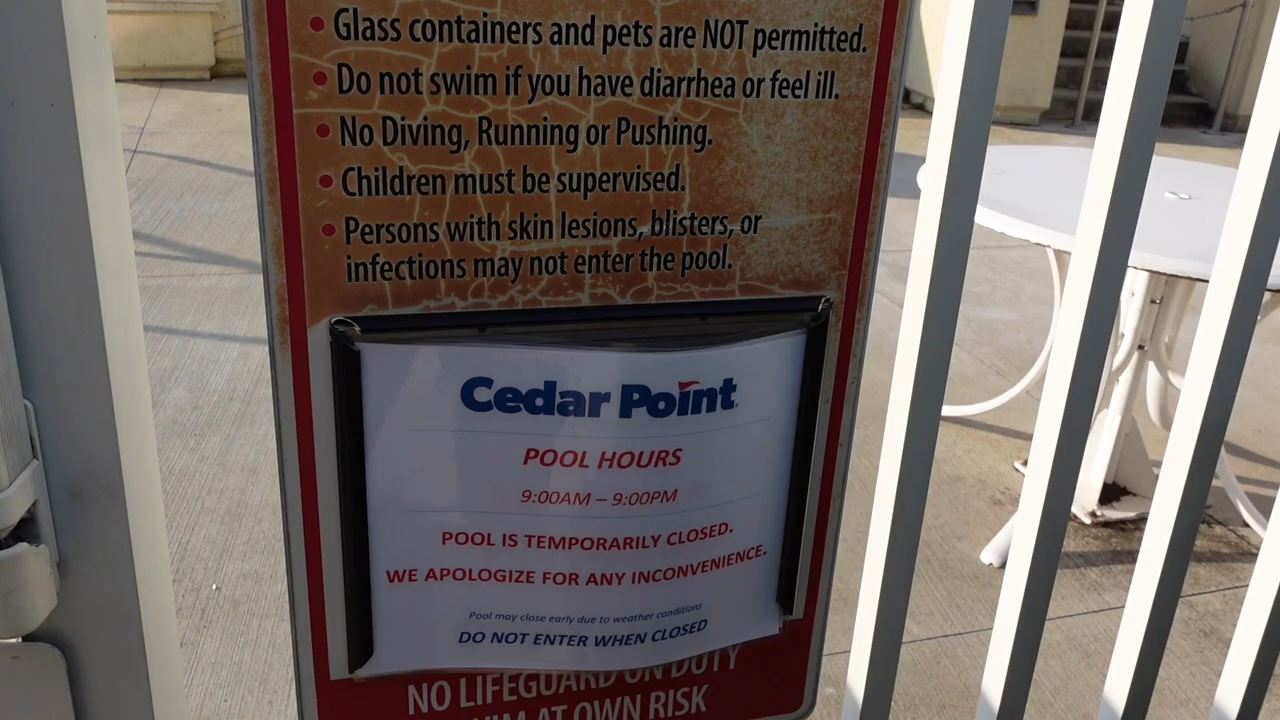 • Glass containers and pets are NOT permitted.
• Do not swim if you have diarrhea or feel ill.
• No Diving, Running or Pushing.
• Children must be supervised.
• Persons with skin lesions, blisters, or
infections may not enter the pool.
Cedar Point
POOL HOURS
9:00AM – 9:00PM
POOL IS TEMPORARILY CLOSED.
WE APOLOGIZE FOR ANY INCONVENIENCE.
Pool may close early due to weather conditions
DO NOT ENTER WHEN CLOSED
NO LIFEGUARD ON DUTY
SWIM AT OWN RISK